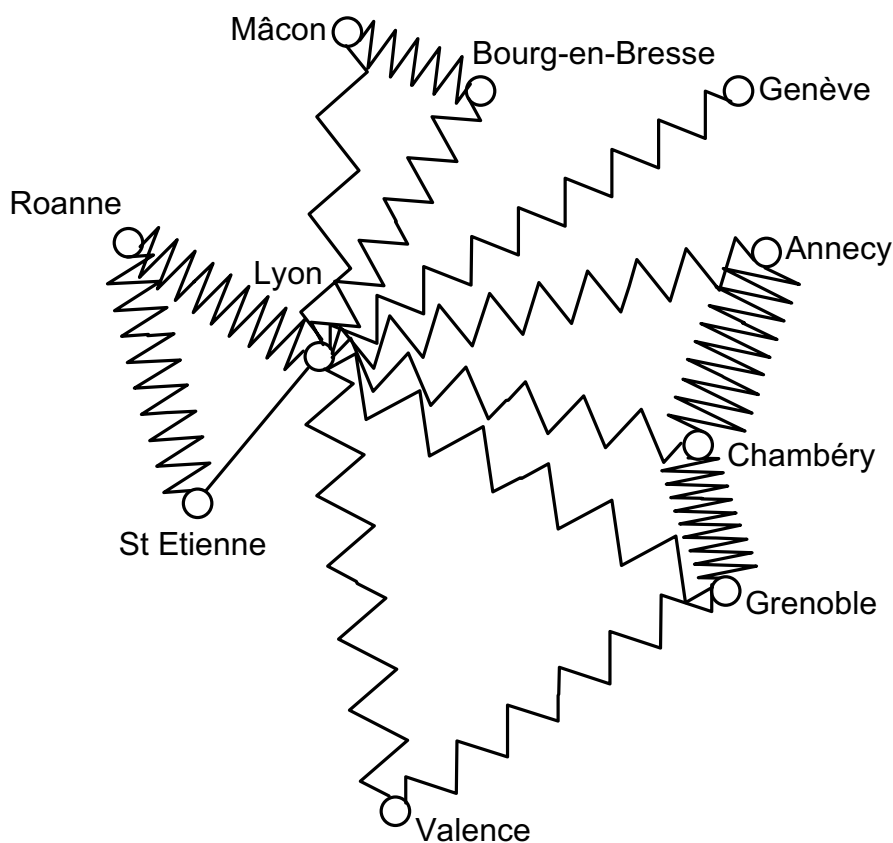 Mâcon
Bourg-en-Bresse
Genève
Roanne
Annecy
Lyon
Chambéry
St Etienne
Grenoble
Valence